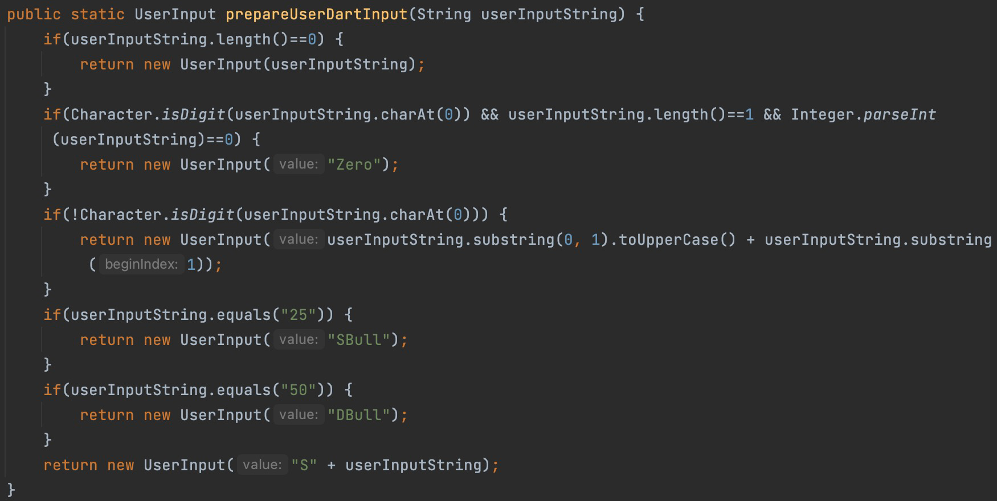 public static UserInput prepareUserDartInput(String userInputString) {
if(userInputString.length()==0) {
return new UserInput(userInputString);
}
if(Character.isDigit(userInputString.charAt(0)) && userInputString.length()==1 && Integer.parseInt
(userInputString)==0) {
return new UserInput( value: "Zero");
}
if(!Character.isDigit(userInputString.charAt(0))) {
return new UserInput( value: userInputString.substring(0, 1).toUpperCase() + userInputString.substring
( beginIndex: 1));
}
if(userInputString.equals("25")) {
return new UserInput( value: "SBull");
}
if(userInputString.equals("50")) {
return new UserInput( value: "DBull");
}
return new UserInput( value: "S" + userInputString);
}